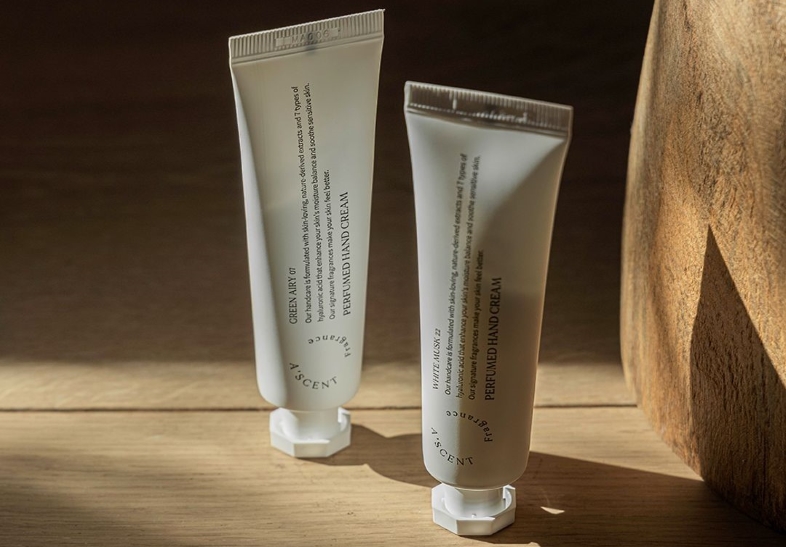 GREEN AIRY 07
Our handcare is formulated with skin-loving, nature-derived extracts and 7 types of
hyaluronic acid that enhance your skin's moisture balance and soothe sensitive skin.
Our signature fragrances make your skin feel better.
PERFUMED HAND CREAM
A'SCENT
Fragrance
WHITE MUSK 22
Our handcare is formulated with skin-loving, nature-derived extracts and 7 types of
hyaluronic acid that enhance your skin's moisture balance and soothe sensitive skin.
Our signature fragrances make your skin feel better.
PERFUMED HAND CREAM
A'SCENT
Fragrance